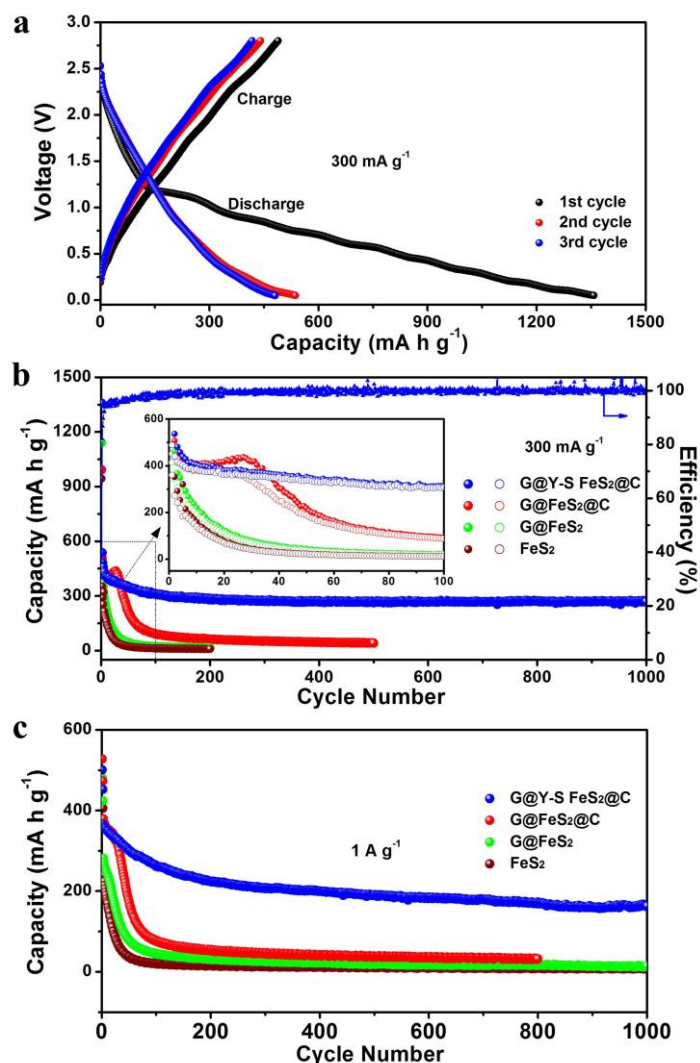 a
3.0
2.5
2.0
1.5
1.0
0.5
0.0
Voltage (V)
Charge
300 mA g⁻¹
Discharge
1st cycle
2nd cycle
3rd cycle
0 300 600 900 1200 1500
Capacity (mA h g⁻¹)
b
1500
1200
900
600
300
0
Capacity (mA h g⁻¹)
600
400
200
0
0 20 40 60 80 100
300 mA g⁻¹
G@Y-S FeS₂@C
G@FeS₂@C
G@FeS₂
FeS₂
100
80
60
40
20
0
Efficiency (%)
0 200 400 600 800 1000
Cycle Number
c
600
400
200
0
Capacity (mA h g⁻¹)
1 A g⁻¹
G@Y-S FeS₂@C
G@FeS₂@C
G@FeS₂
FeS₂
0 200 400 600 800 1000
Cycle Number